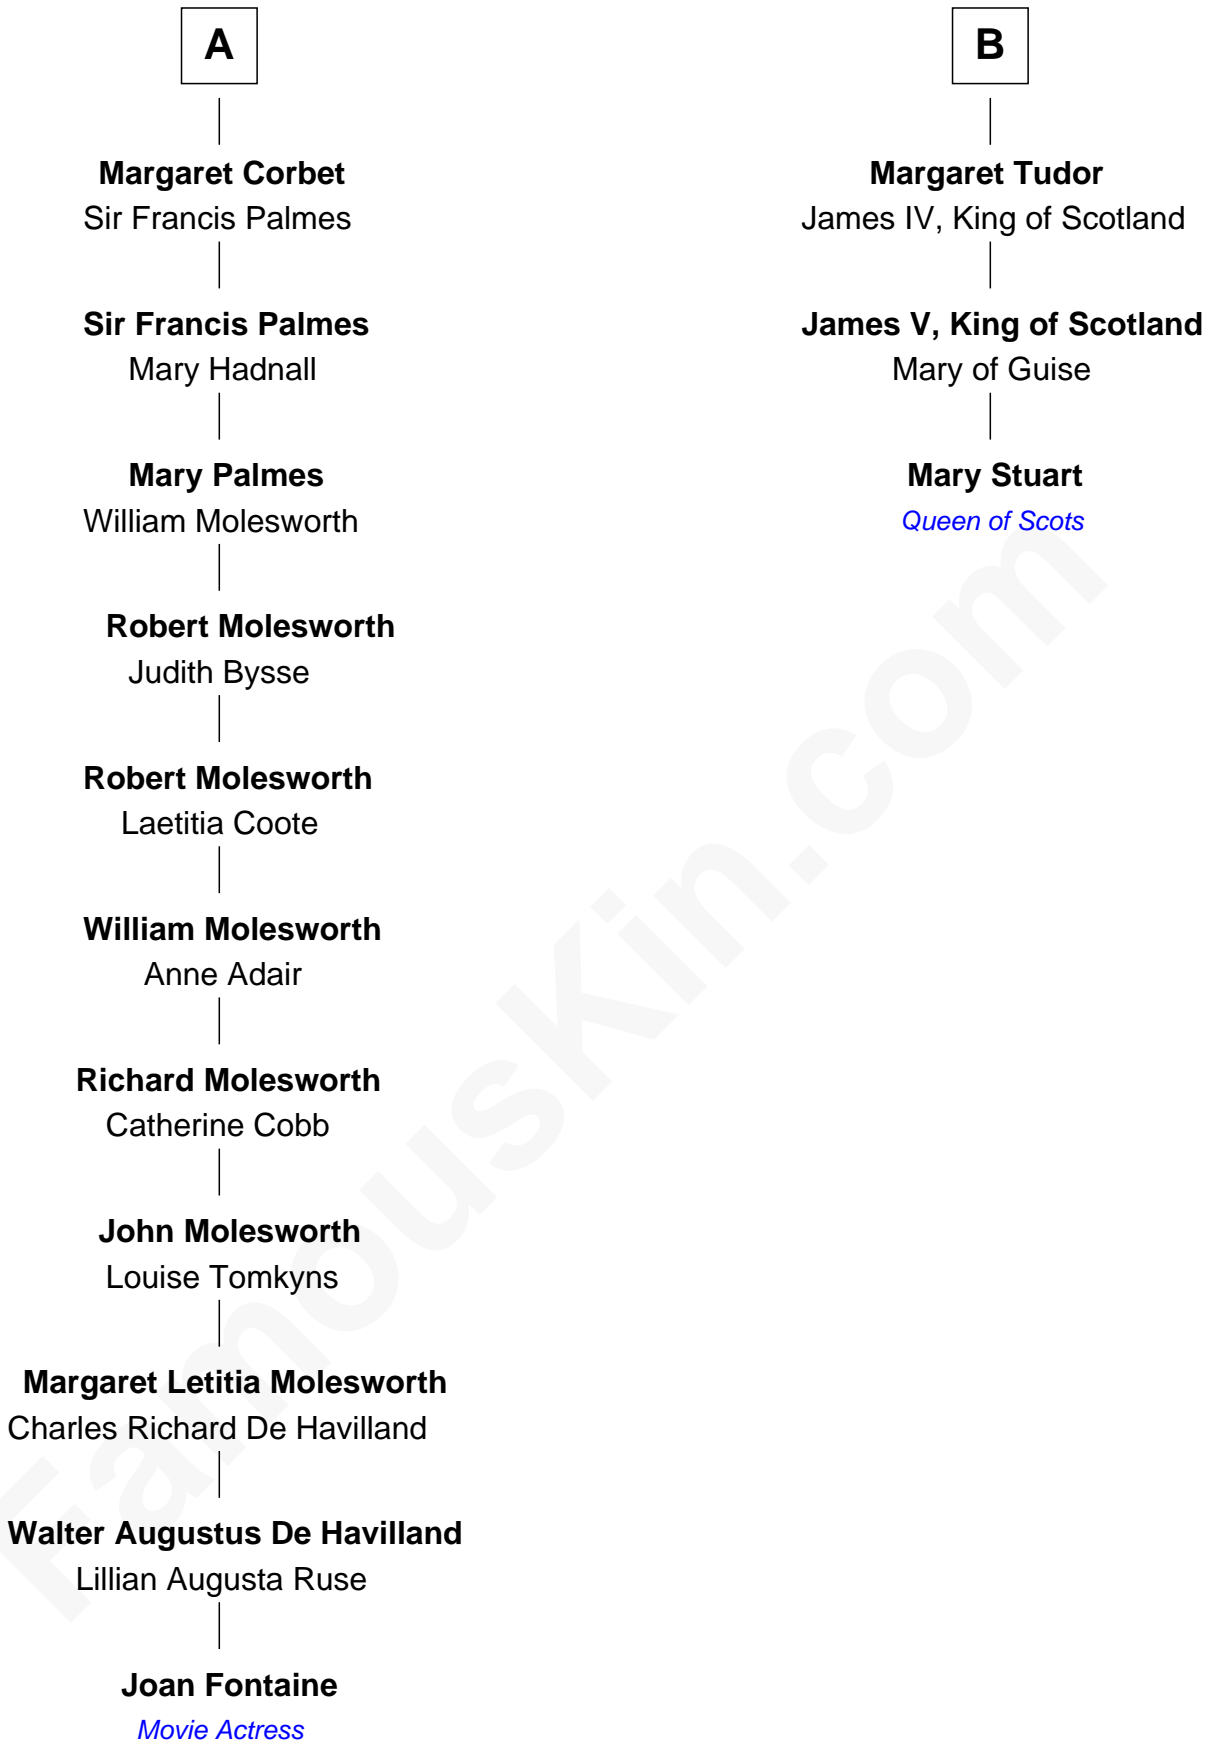 A
Margaret Corbet
Sir Francis Palmes
Sir Francis Palmes
Mary Hadnall
Mary Palmes
William Molesworth
Robert Molesworth
Judith Bysse
Robert Molesworth
Laetitia Coote
William Molesworth
Anne Adair
Richard Molesworth
Catherine Cobb
John Molesworth
Louise Tomkyns
Margaret Letitia Molesworth
Charles Richard De Havilland
Walter Augustus De Havilland
Lillian Augusta Ruse
Joan Fontaine
Movie Actress
B
Margaret Tudor
James IV, King of Scotland
James V, King of Scotland
Mary of Guise
Mary Stuart
Queen of Scots
FamousKin.com